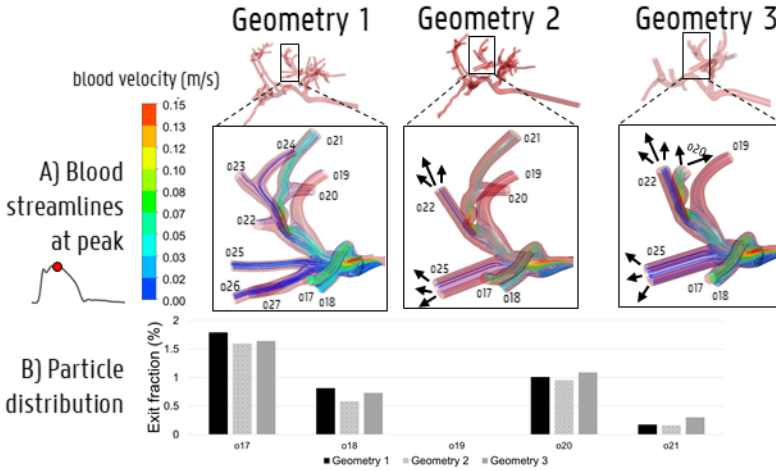 Geometry 1
Geometry 2
Geometry 3
blood velocity (m/s)
0.15
0.13
0.12
0.10
0.08
0.07
0.05
0.03
0.02
0.00
A) Blood
streamlines
at peak
o21
o24
o23
o19
o20
o22
o25
o26
o27
o17
o18
o21
o19
o20
o22
o25
o17
o18
o20
o19
o22
o25
o17
o18
B) Particle
distribution
Exit fraction (%)
2
1.5
1
0.5
0
o17
o18
o19
o20
o21
Geometry 1
Geometry 2
Geometry 3